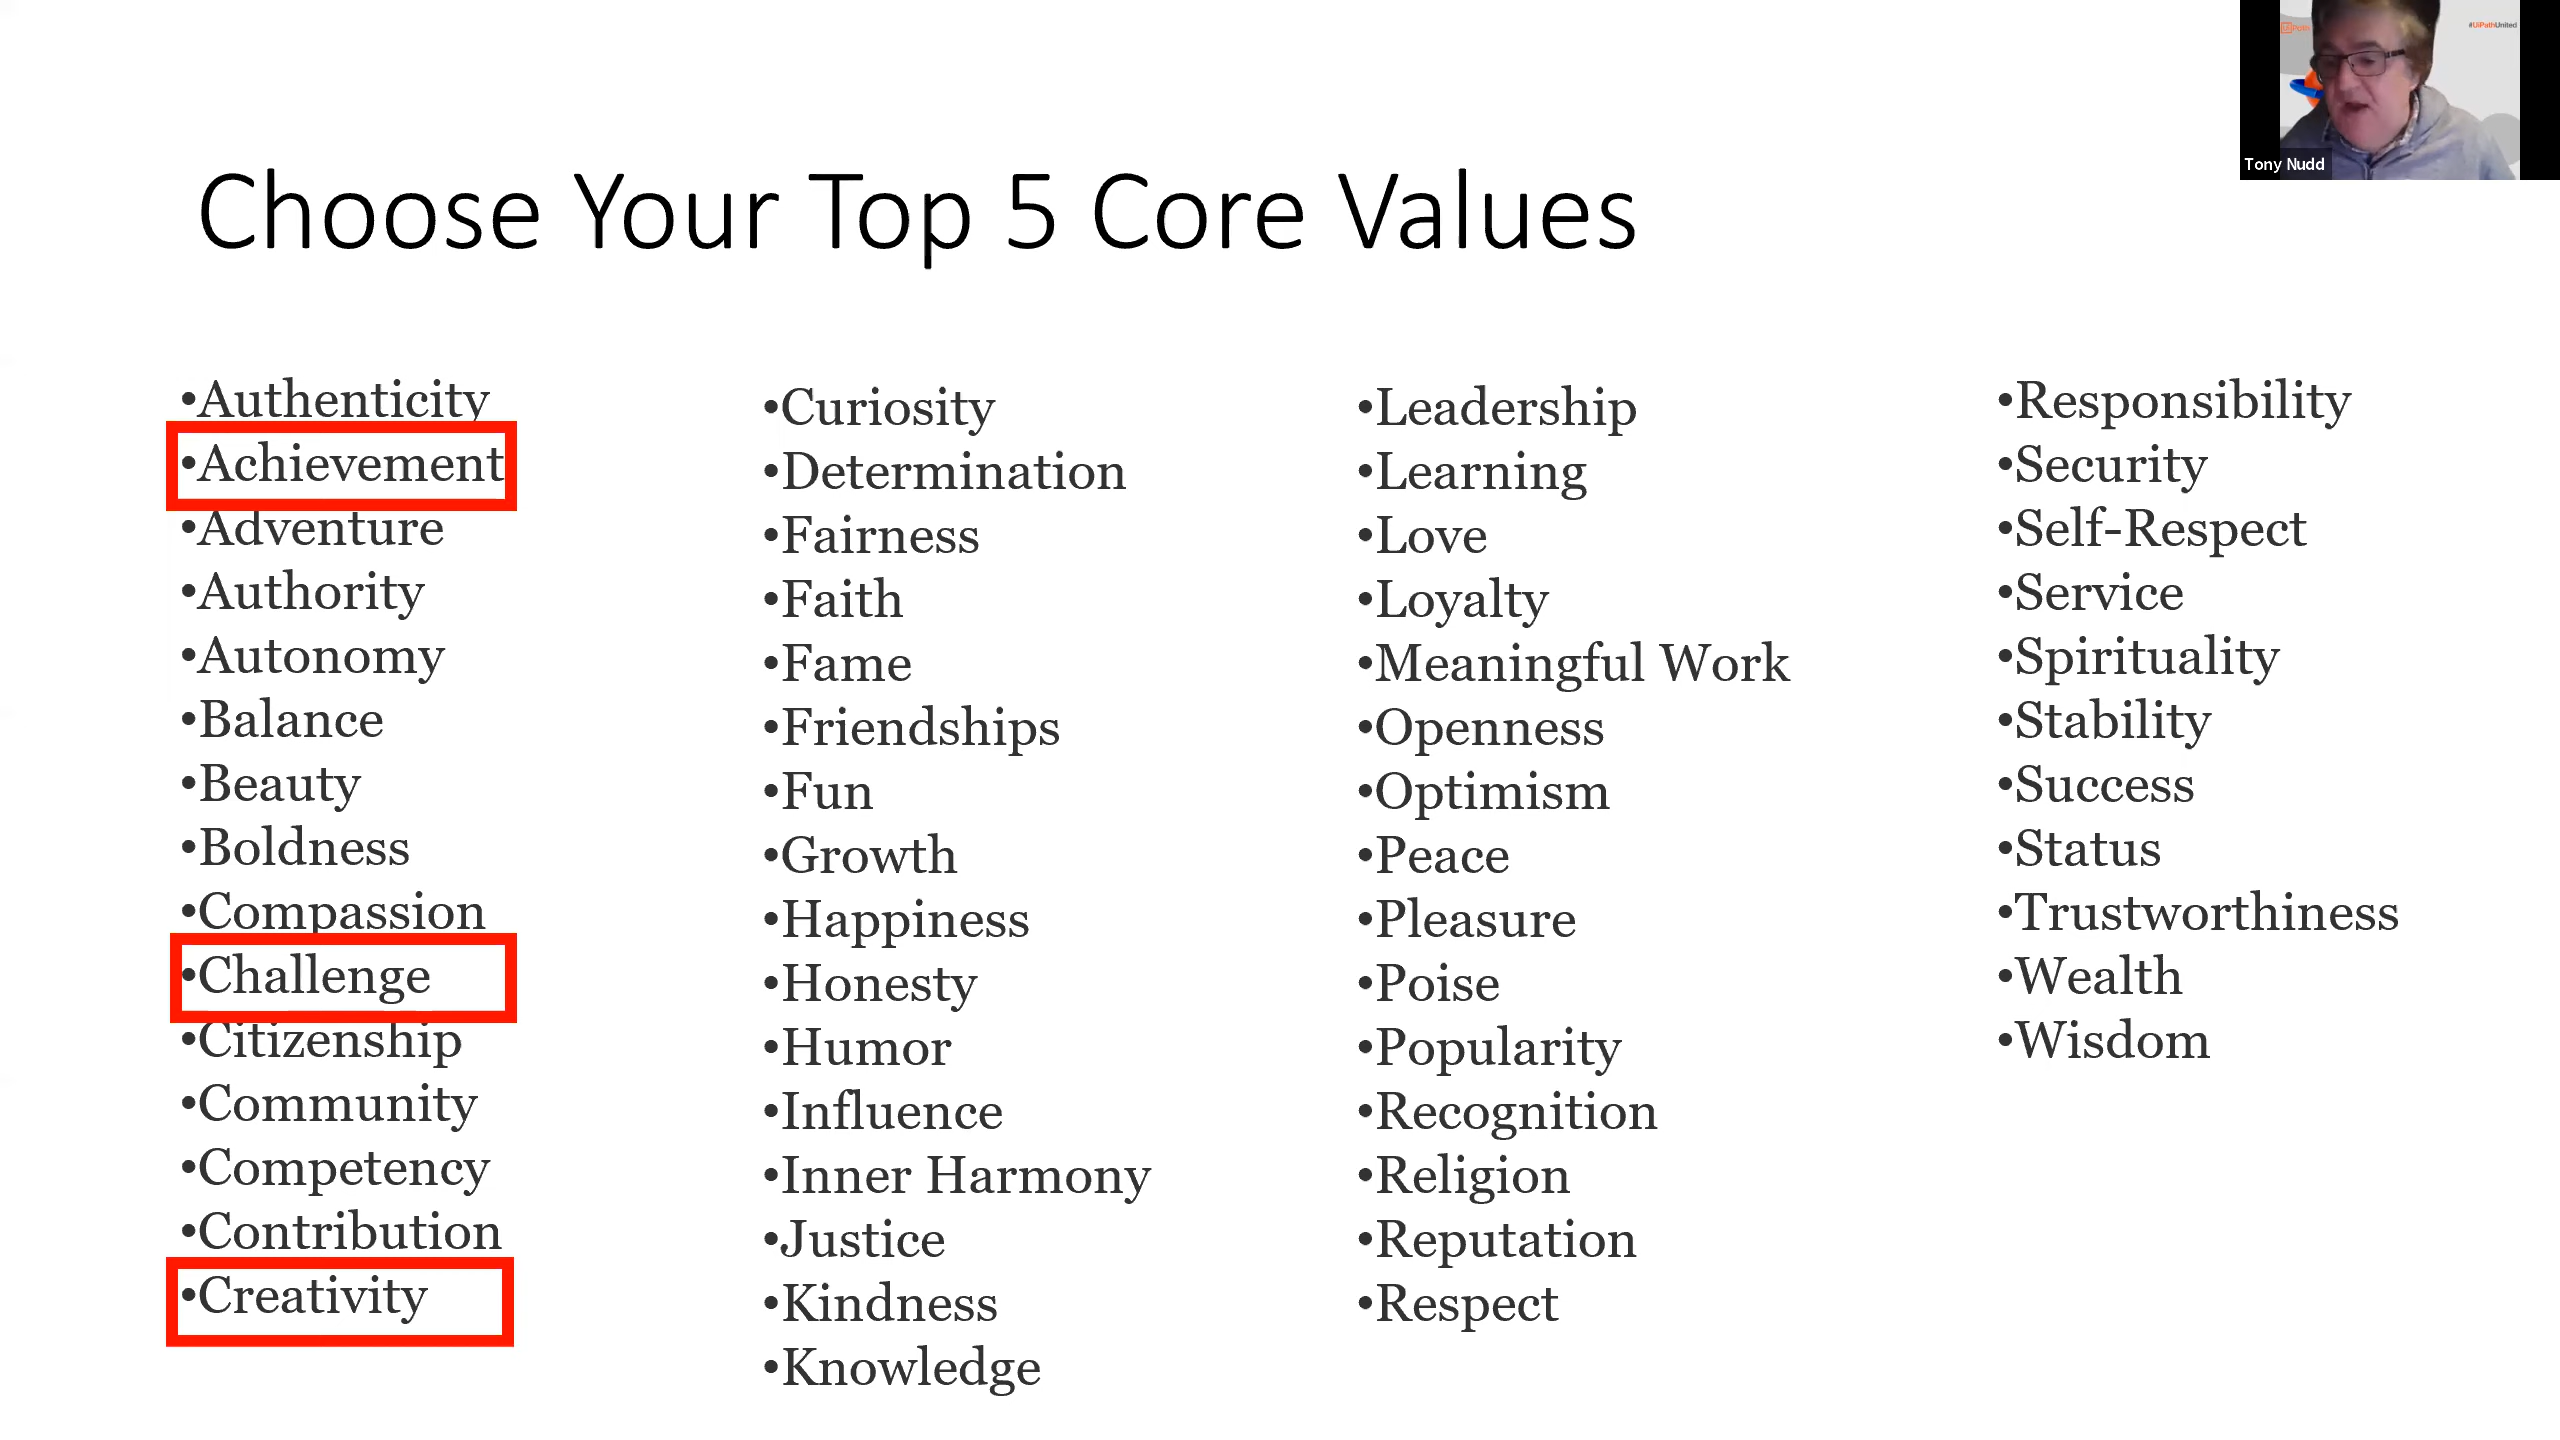 Choose Your Top 5 Core Values
•Authenticity
•Achievement
•Adventure
•Authority
•Autonomy
•Balance
•Beauty
•Boldness
•Compassion
•Challenge
•Citizenship
•Community
•Competency
•Contribution
•Creativity
•Curiosity
•Determination
•Fairness
•Faith
•Fame
•Friendships
•Fun
•Growth
•Happiness
•Honesty
•Humor
•Influence
•Inner Harmony
•Justice
•Kindness
•Knowledge
•Leadership
•Learning
•Love
•Loyalty
•Meaningful Work
•Openness
•Optimism
•Peace
•Pleasure
•Poise
•Popularity
•Recognition
•Religion
•Reputation
•Respect
•Responsibility
•Security
•Self-Respect
•Service
•Spirituality
•Stability
•Success
•Status
•Trustworthiness
•Wealth
•Wisdom
#UiPathUnited
Tony Nudd